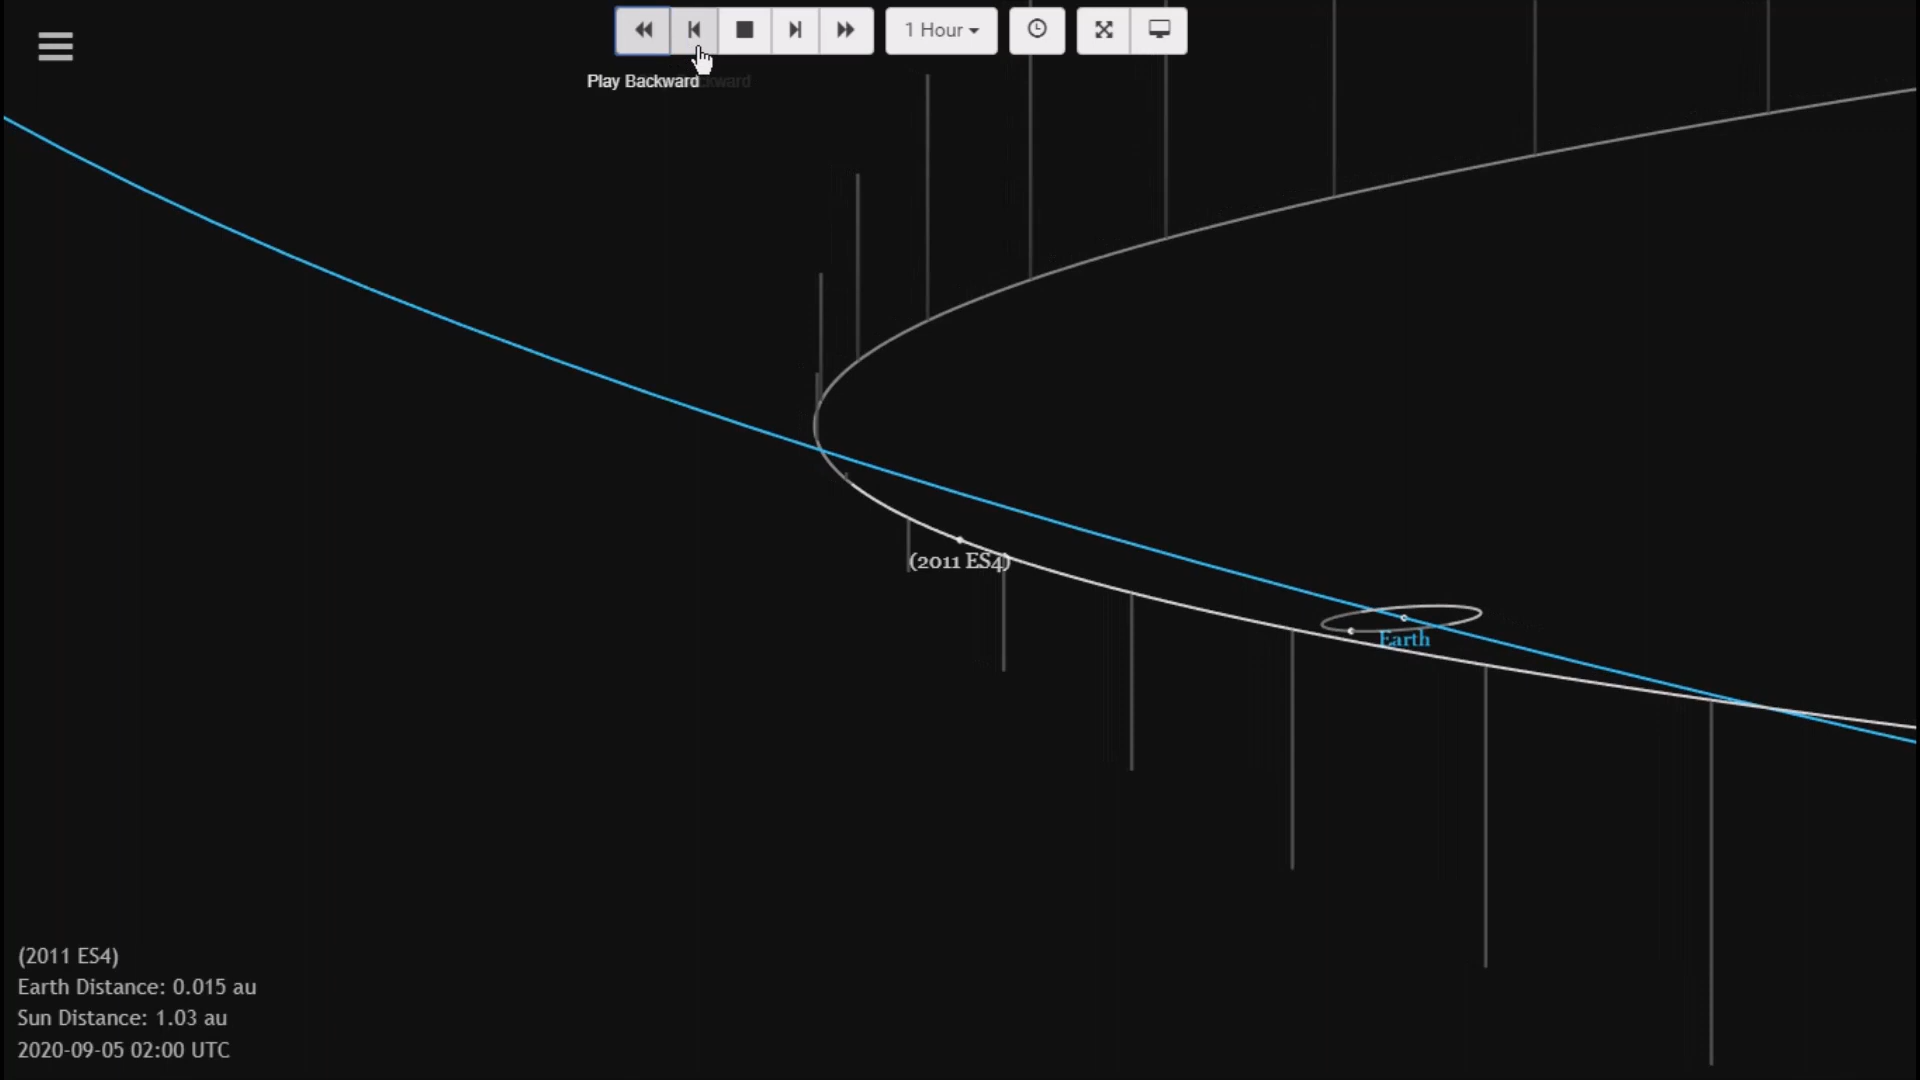 1 Hour
Play Backward
(2011 ES4)
Earth
(2011 ES4)
Earth Distance: 0.015 au
Sun Distance: 1.03 au
2020-09-05 02:00 UTC